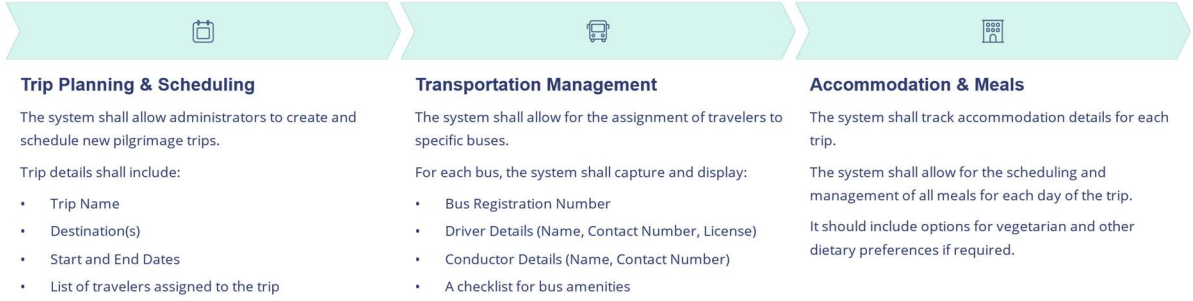 Trip Planning & Scheduling
The system shall allow administrators to create and
schedule new pilgrimage trips.
Trip details shall include:
• Trip Name
• Destination(s)
• Start and End Dates
• List of travelers assigned to the trip
Transportation Management
The system shall allow for the assignment of travelers to
specific buses.
For each bus, the system shall capture and display:
• Bus Registration Number
• Driver Details (Name, Contact Number, License)
• Conductor Details (Name, Contact Number)
• A checklist for bus amenities
Accommodation & Meals
The system shall track accommodation details for each
trip.
The system shall allow for the scheduling and
management of all meals for each day of the trip.
It should include options for vegetarian and other
dietary preferences if required.